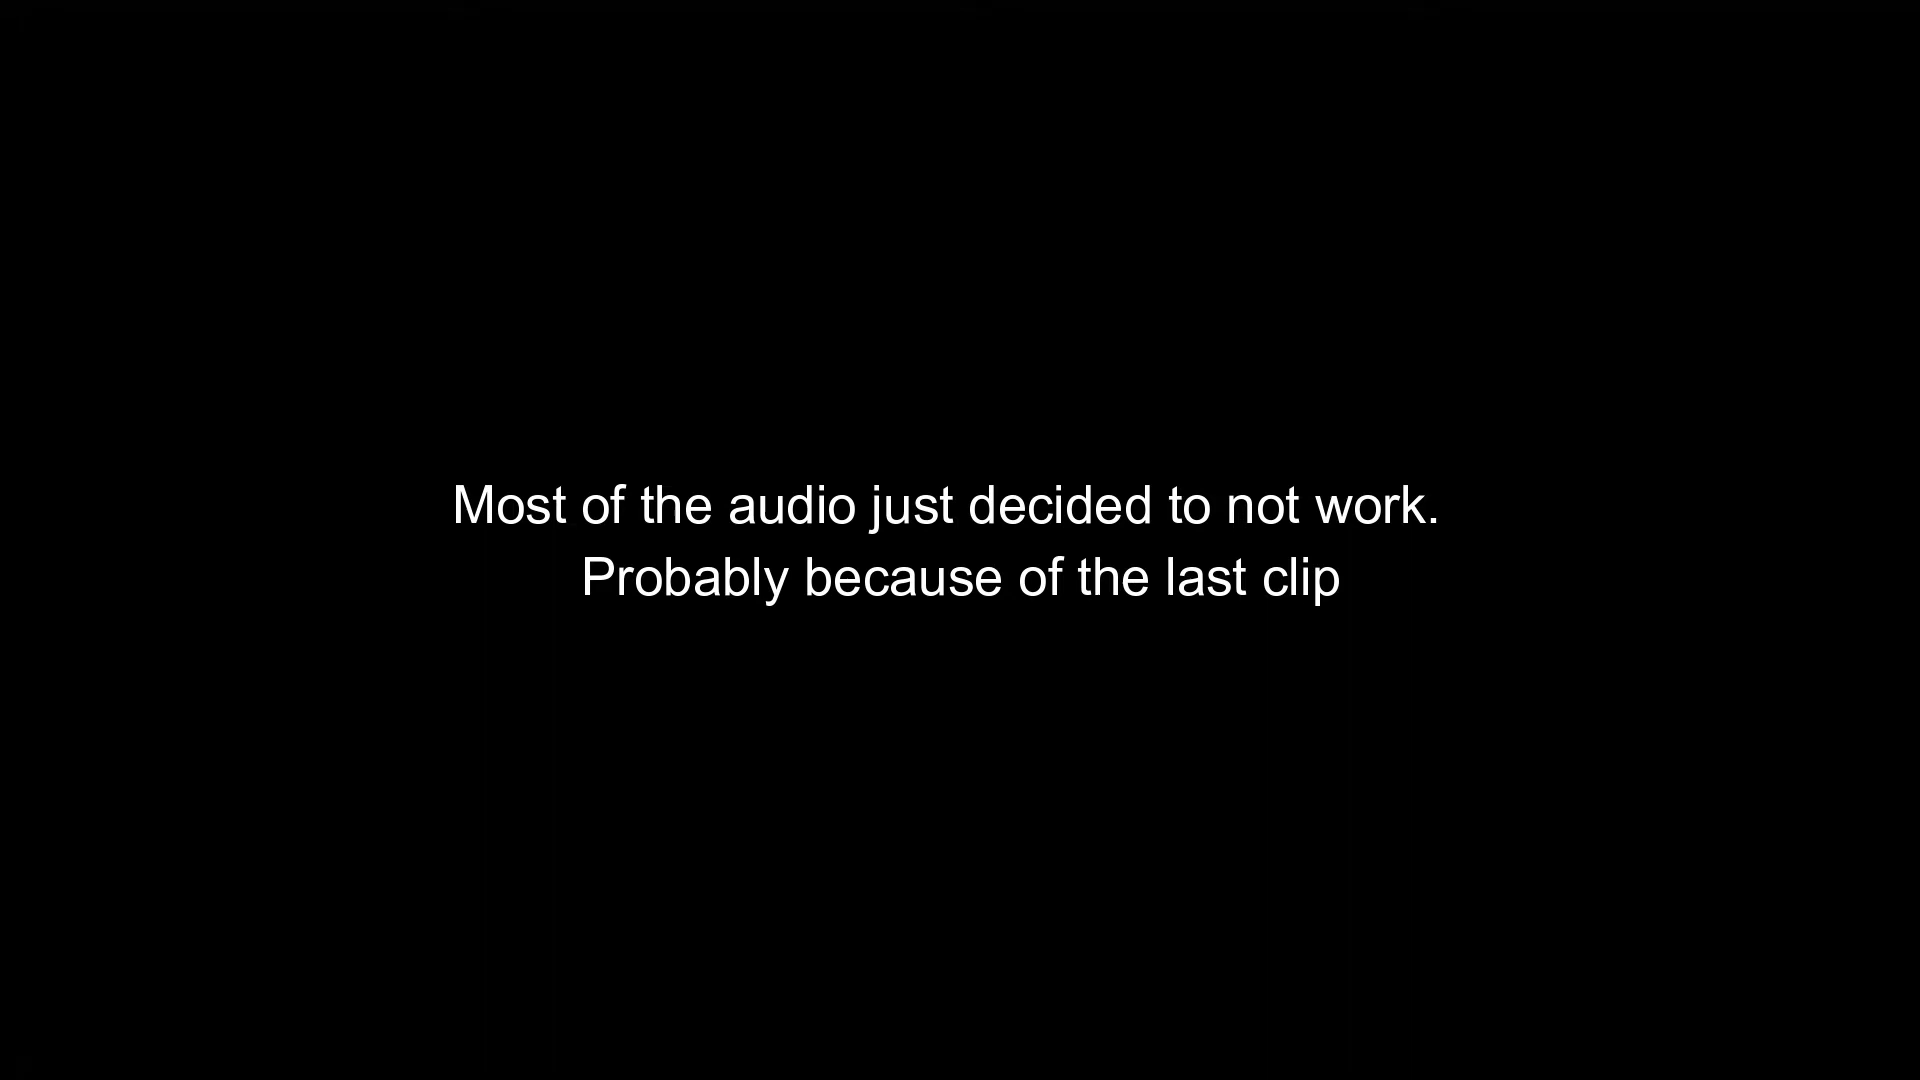 Most of the audio just decided to not work.
Probably because of the last clip